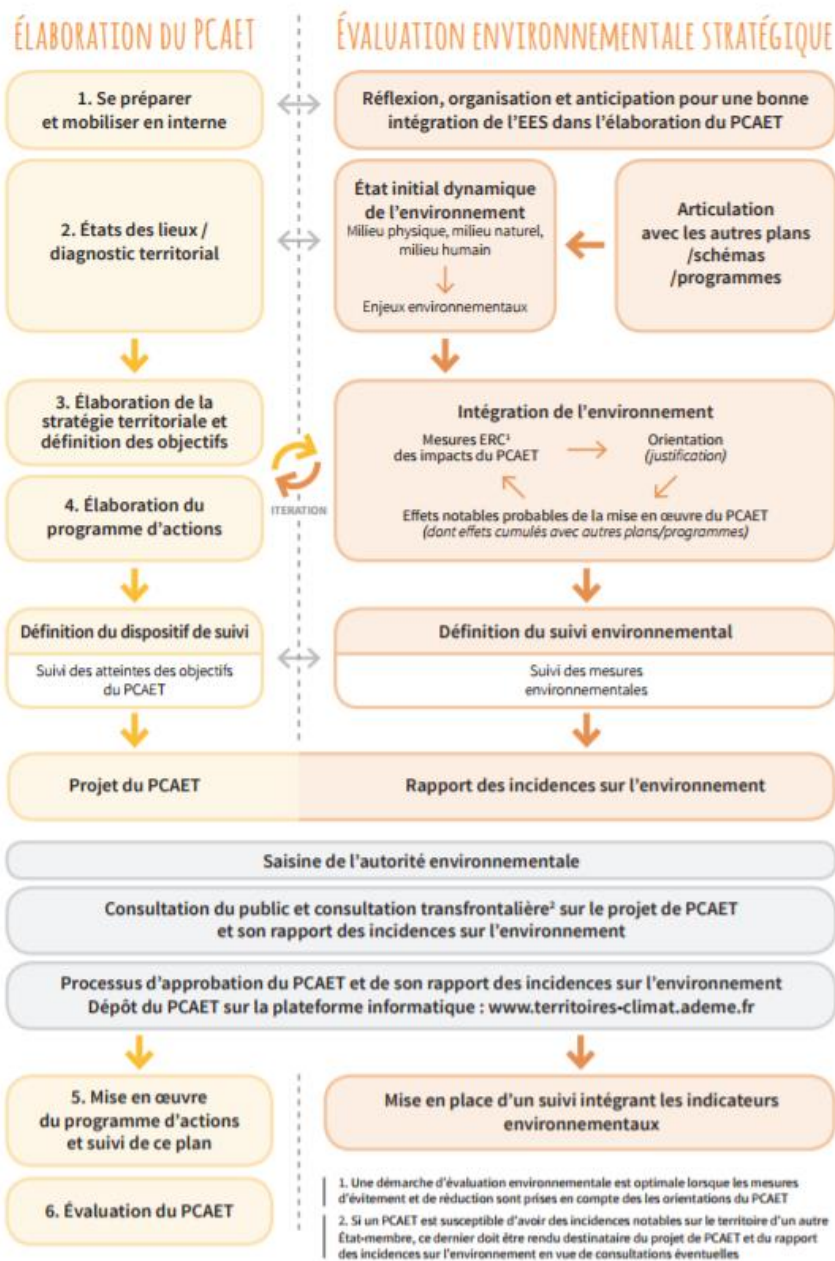 ÉLABORATION DU PCAET
ÉVALUATION ENVIRONNEMENTALE STRATÉGIQUE
1. Se préparer
et mobiliser en interne
Réflexion, organisation et anticipation pour une bonne
intégration de l'EES dans l'élaboration du PCAET
2. États des lieux /
diagnostic territorial
État initial dynamique
de l'environnement
Milieu physique, milieu naturel,
milieu humain
Enjeux environnementaux
Articulation
avec les autres plans
/schémas
/programmes
3. Élaboration de la
stratégie territoriale et
définition des objectifs
4. Élaboration du
programme d'actions
ITERATION
Intégration de l'environnement
Mesures ERC¹
des impacts du PCAET
Orientation
(justification)
Effets notables probables de la mise en œuvre du PCAET
(dont effets cumulés avec autres plans/programmes)
Définition du dispositif de suivi
Suivi des atteintes des objectifs
du PCAET
Définition du suivi environmental
Suivi des mesures
environnementales
Projet du PCAET
Rapport des incidences sur l'environnement
Saisine de l'autorité environnementale
Consultation du public et consultation transfrontalière² sur le projet de PCAET
et son rapport des incidences sur l'environnement
Processus d'approbation du PCAET et de son rapport des incidences sur l'environnement
Dépôt du PCAET sur la plateforme informatique : www.territoires-climat.ademe.fr
5. Mise en œuvre
du programme d'actions
et suivi de ce plan
Mise en place d'un suivi intégrant les indicateurs
environnementaux
6. Évaluation du PCAET
1. Une démarche d'évaluation environnementale est optimale lorsque les mesures
d'évitement et de réduction sont prises en compte des les orientations du PCAET
2. Si un PCAET est susceptible d'avoir des incidences notables sur le territoire d'un autre
État-membre, ce dernier doit être rendu destinataire du projet de PCAET et du rapport
des incidences sur l'environnement en vue de consultations éventuelles